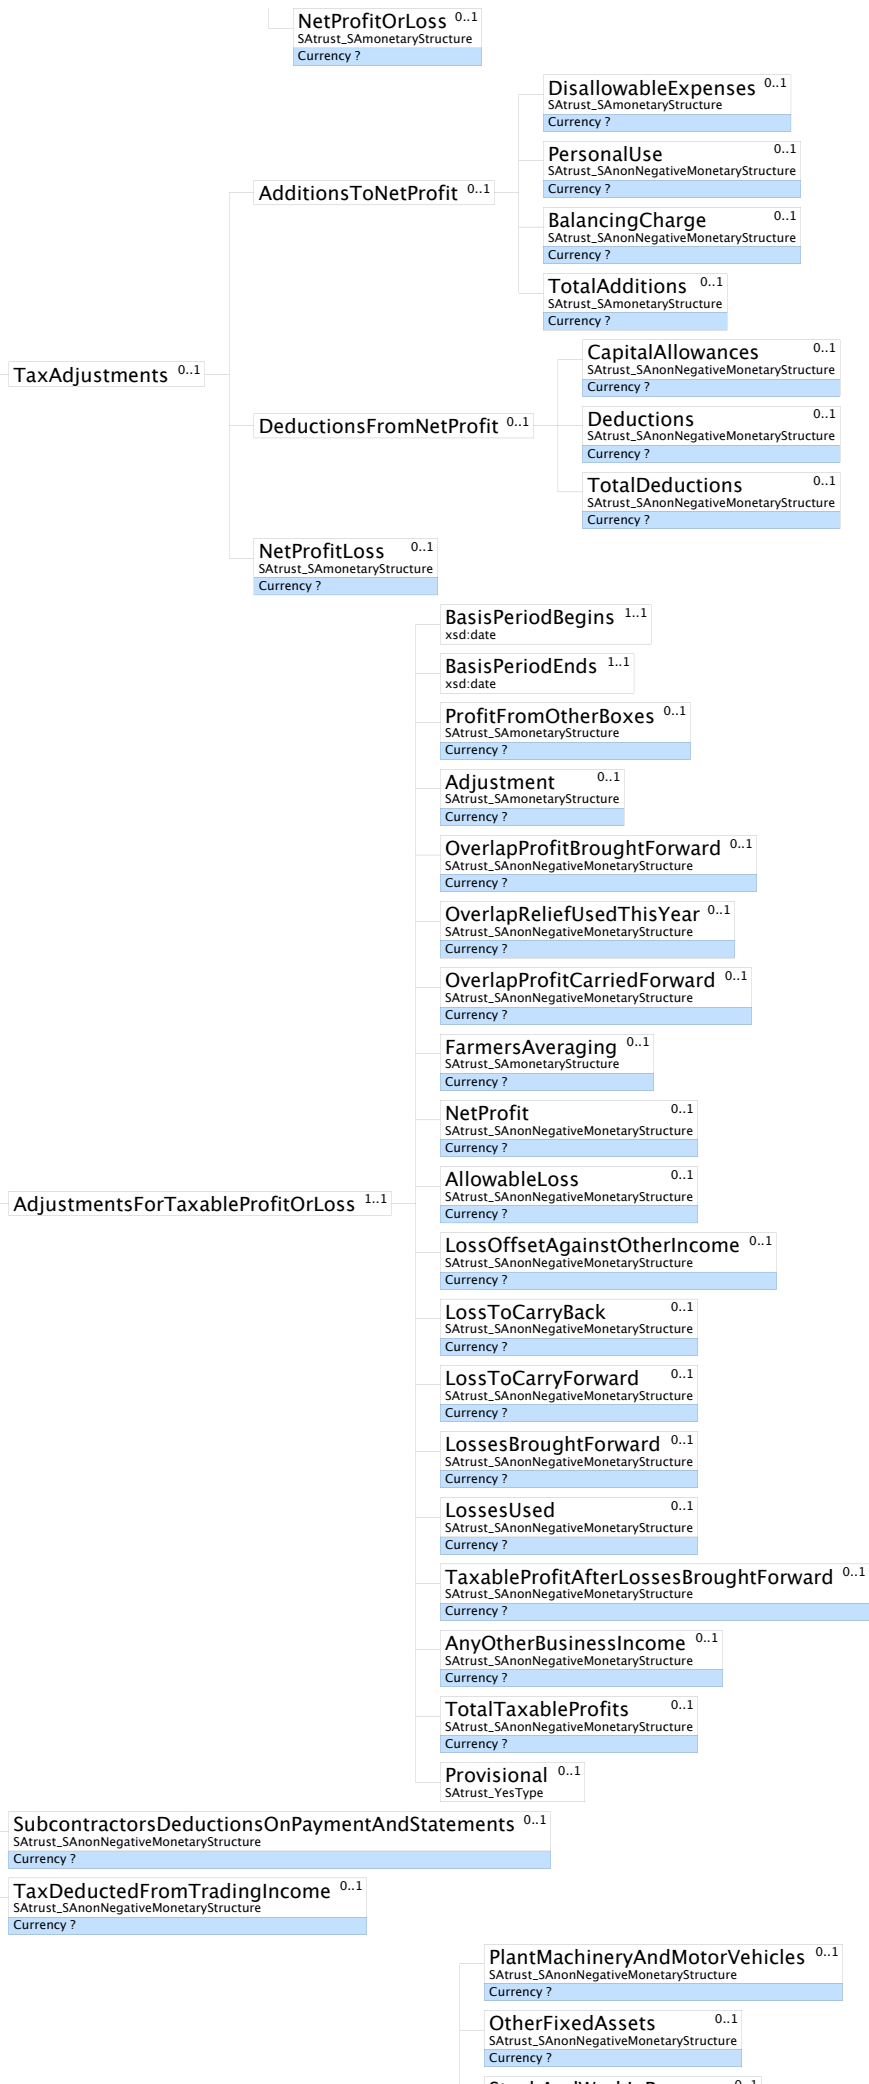 NetProfitOrLoss 0..1
SAtrust_SAmonetaryStructure
Currency ?
DisallowableExpenses 0..1
SAtrust_SAmonetaryStructure
Currency ?
PersonalUse 0..1
SAtrust_SAnonNegativeMonetaryStructure
Currency ?
AdditionsToNetProfit 0..1
BalancingCharge 0..1
SAtrust_SAnonNegativeMonetaryStructure
Currency ?
TotalAdditions 0..1
SAtrust_SAmonetaryStructure
Currency ?
TaxAdjustments 0..1
CapitalAllowances 0..1
SAtrust_SAnonNegativeMonetaryStructure
Currency ?
DeductionsFromNetProfit 0..1
Deductions 0..1
SAtrust_SAnonNegativeMonetaryStructure
Currency ?
TotalDeductions 0..1
SAtrust_SAnonNegativeMonetaryStructure
Currency ?
NetProfitLoss 0..1
SAtrust_SAmonetaryStructure
Currency ?
BasisPeriodBegins 1..1
xsd:date
BasisPeriodEnds 1..1
xsd:date
ProfitFromOtherBoxes 0..1
SAtrust_SAmonetaryStructure
Currency ?
Adjustment 0..1
SAtrust_SAmonetaryStructure
Currency ?
OverlapProfitBroughtForward 0..1
SAtrust_SAnonNegativeMonetaryStructure
Currency ?
OverlapReliefUsedThisYear 0..1
SAtrust_SAnonNegativeMonetaryStructure
Currency ?
OverlapProfitCarriedForward 0..1
SAtrust_SAnonNegativeMonetaryStructure
Currency ?
FarmersAveraging 0..1
SAtrust_SAmonetaryStructure
Currency ?
NetProfit 0..1
SAtrust_SAnonNegativeMonetaryStructure
Currency ?
AdjustmentsForTaxableProfitOrLoss 1..1
AllowableLoss 0..1
SAtrust_SAnonNegativeMonetaryStructure
Currency ?
LossOffsetAgainstOtherIncome 0..1
SAtrust_SAnonNegativeMonetaryStructure
Currency ?
LossToCarryBack 0..1
SAtrust_SAnonNegativeMonetaryStructure
Currency ?
LossToCarryForward 0..1
SAtrust_SAnonNegativeMonetaryStructure
Currency ?
LossesBroughtForward 0..1
SAtrust_SAnonNegativeMonetaryStructure
Currency ?
LossesUsed 0..1
SAtrust_SAnonNegativeMonetaryStructure
Currency ?
TaxableProfitAfterLossesBroughtForward 0..1
SAtrust_SAnonNegativeMonetaryStructure
Currency ?
AnyOtherBusinessIncome 0..1
SAtrust_SAnonNegativeMonetaryStructure
Currency ?
TotalTaxableProfits 0..1
SAtrust_SAnonNegativeMonetaryStructure
Currency ?
Provisional 0..1
SAtrust_YesType
SubcontractorsDeductionsOnPaymentAndStatements 0..1
SAtrust_SAnonNegativeMonetaryStructure
Currency ?
TaxDeductedFromTradingIncome 0..1
SAtrust_SAnonNegativeMonetaryStructure
Currency ?
PlantMachineryAndMotorVehicles 0..1
SAtrust_SAnonNegativeMonetaryStructure
Currency ?
OtherFixedAssets 0..1
SAtrust_SAnonNegativeMonetaryStructure
Currency ?
0..1